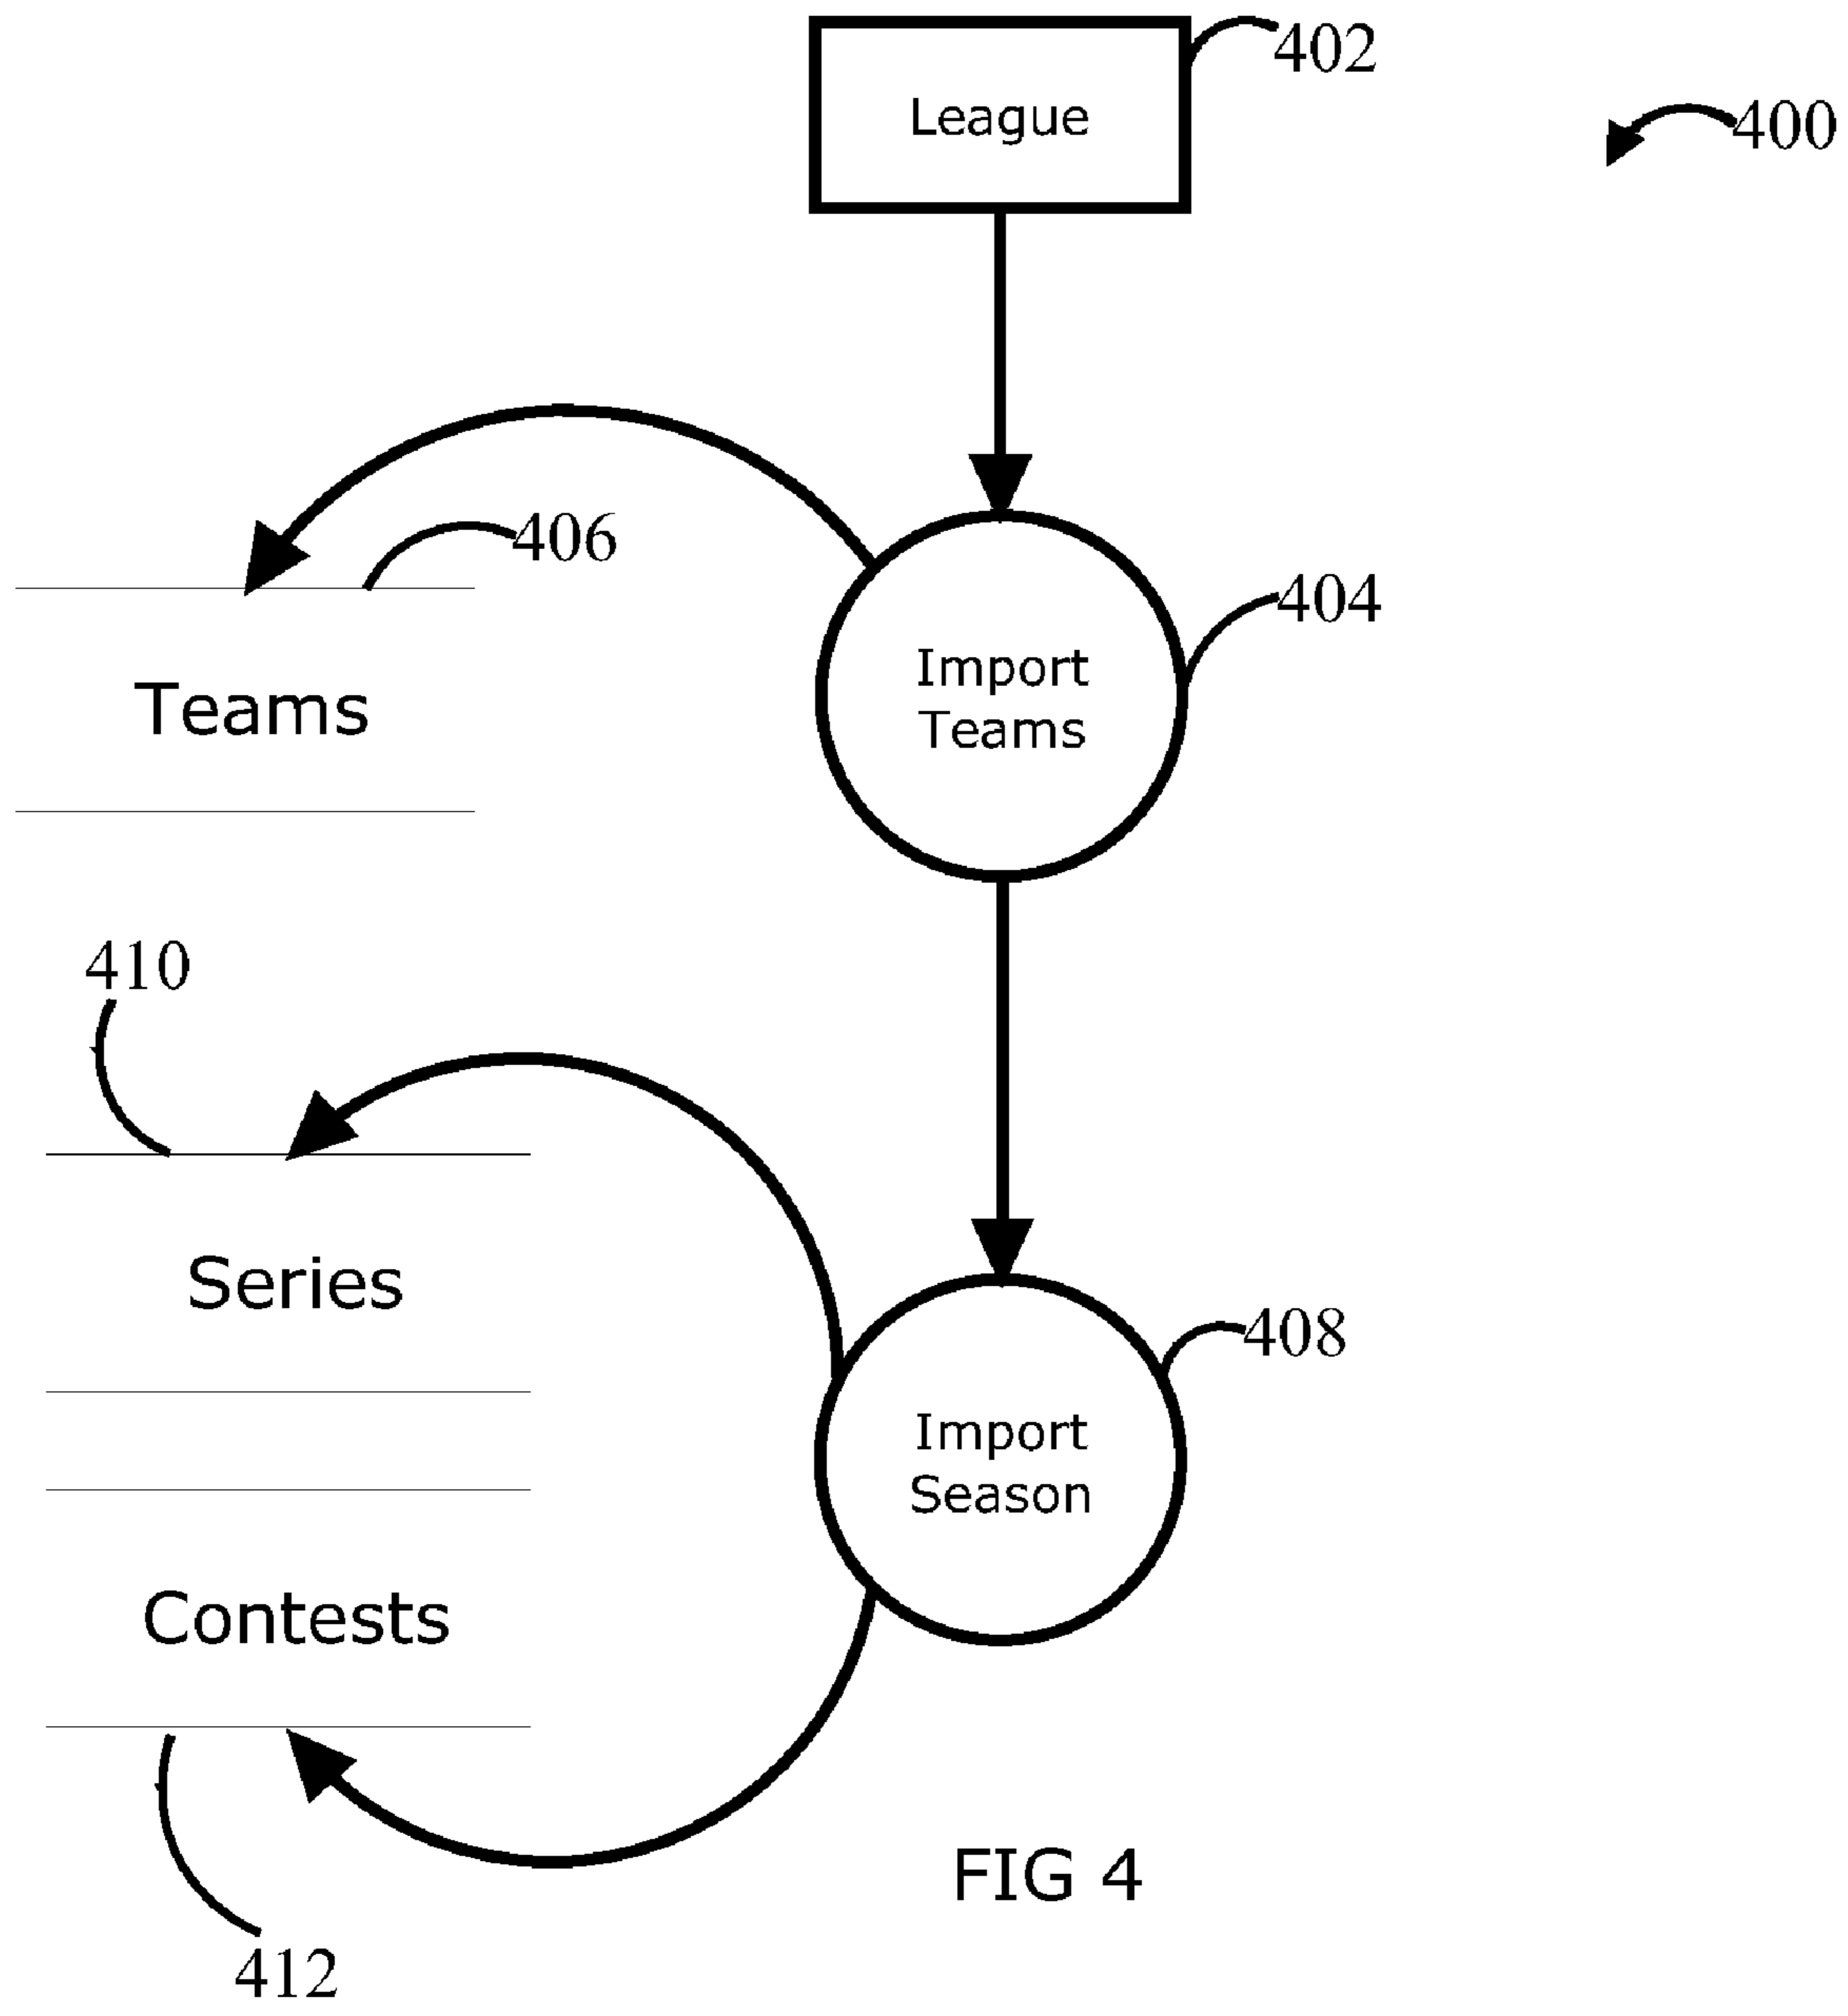 402
League
400
406
404
Import
Teams
Teams
410
Series
408
Import
Season
Contests
FIG 4
412